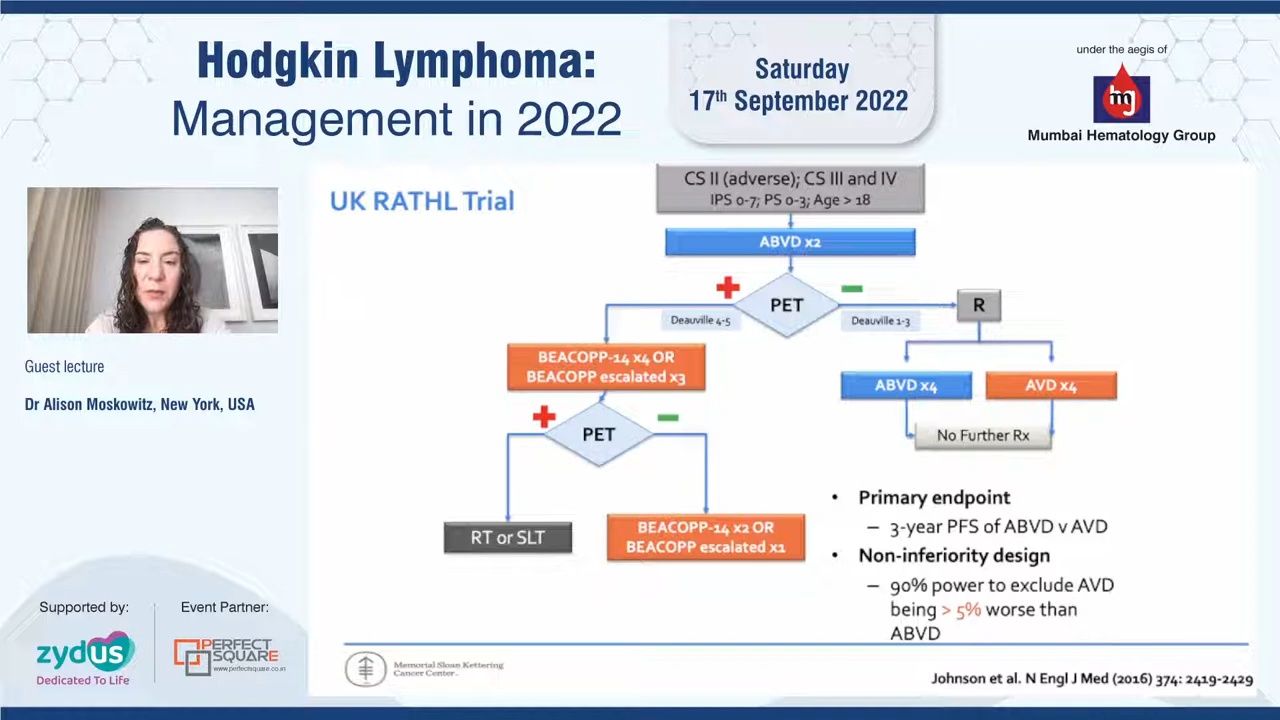 Hodgkin Lymphoma:
Management in 2022
Saturday
17th September 2022
under the aegis of
mg
Mumbai Hematology Group
Guest lecture
Dr Alison Moskowitz, New York, USA
Supported by:
zydus
Dedicated To Life
Event Partner:
PERFECT
SQUARE
www.perfectsquare.co.in
UK RATHL Trial
CS II (adverse); CS III and IV
IPS 0-7; PS 0-3; Age > 18
ABVD x2
PET
Deauville 4-5
Deauville 1-3
R
BEACOPP-14 x4 OR
BEACOPP escalated x3
ABVD x4
AVD x4
PET
No Further Rx
RT or SLT
BEACOPP-14 x2 OR
BEACOPP escalated x1
• Primary endpoint
– 3-year PFS of ABVD v AVD
• Non-inferiority design
– 90% power to exclude AVD
being > 5% worse than
ABVD
Memorial Sloan Kettering
Cancer Center
Johnson et al. N Engl J Med (2016) 374: 2419-2429